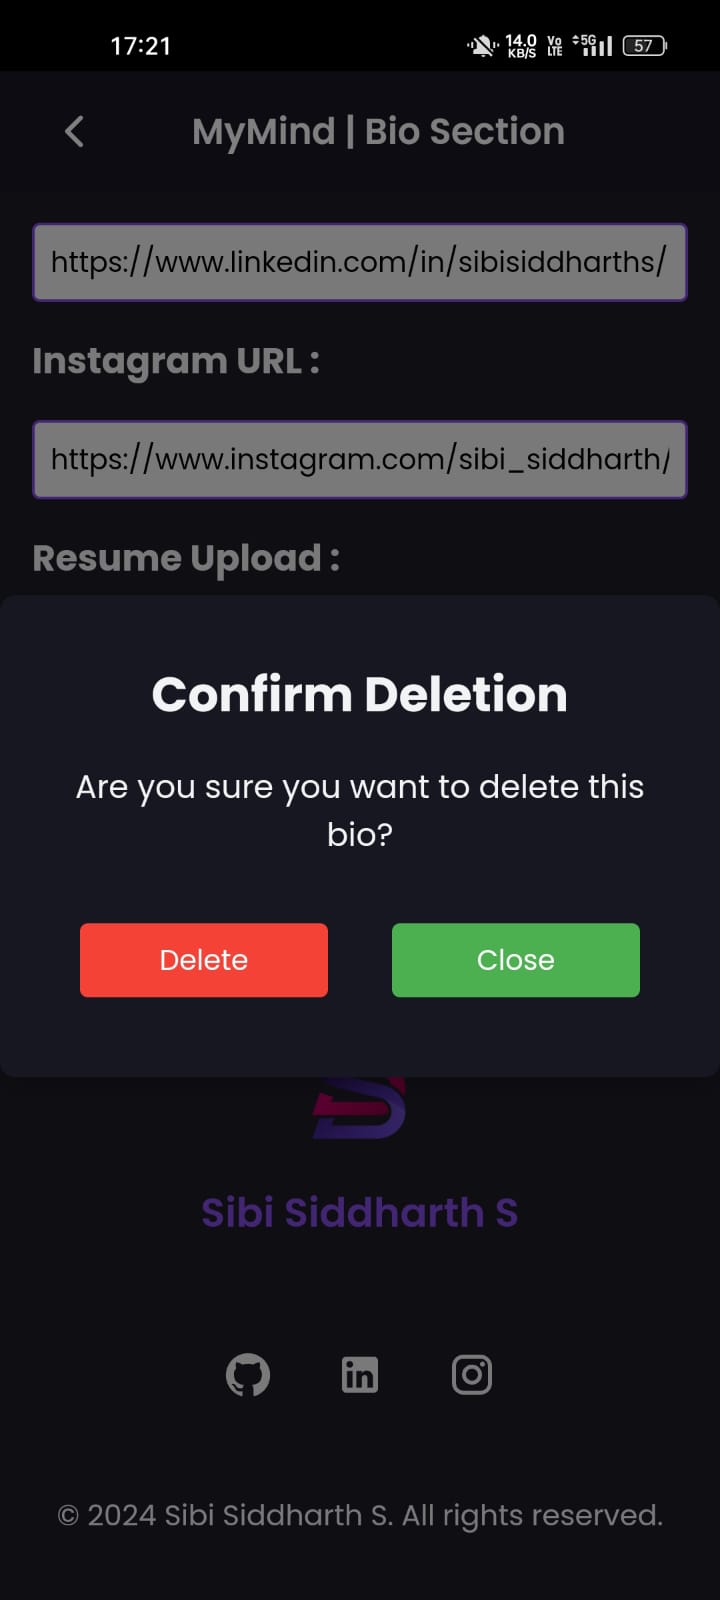 17:21
14.0
KB/S
Vo
LTE
5G
57
MyMind | Bio Section
https://www.linkedin.com/in/sibisiddharths/
Instagram URL :
https://www.instagram.com/sibi_siddharth/
Resume Upload :
Confirm Deletion
Are you sure you want to delete this
bio?
Delete
Close
Sibi Siddharth S
in
© 2024 Sibi Siddharth S. All rights reserved.